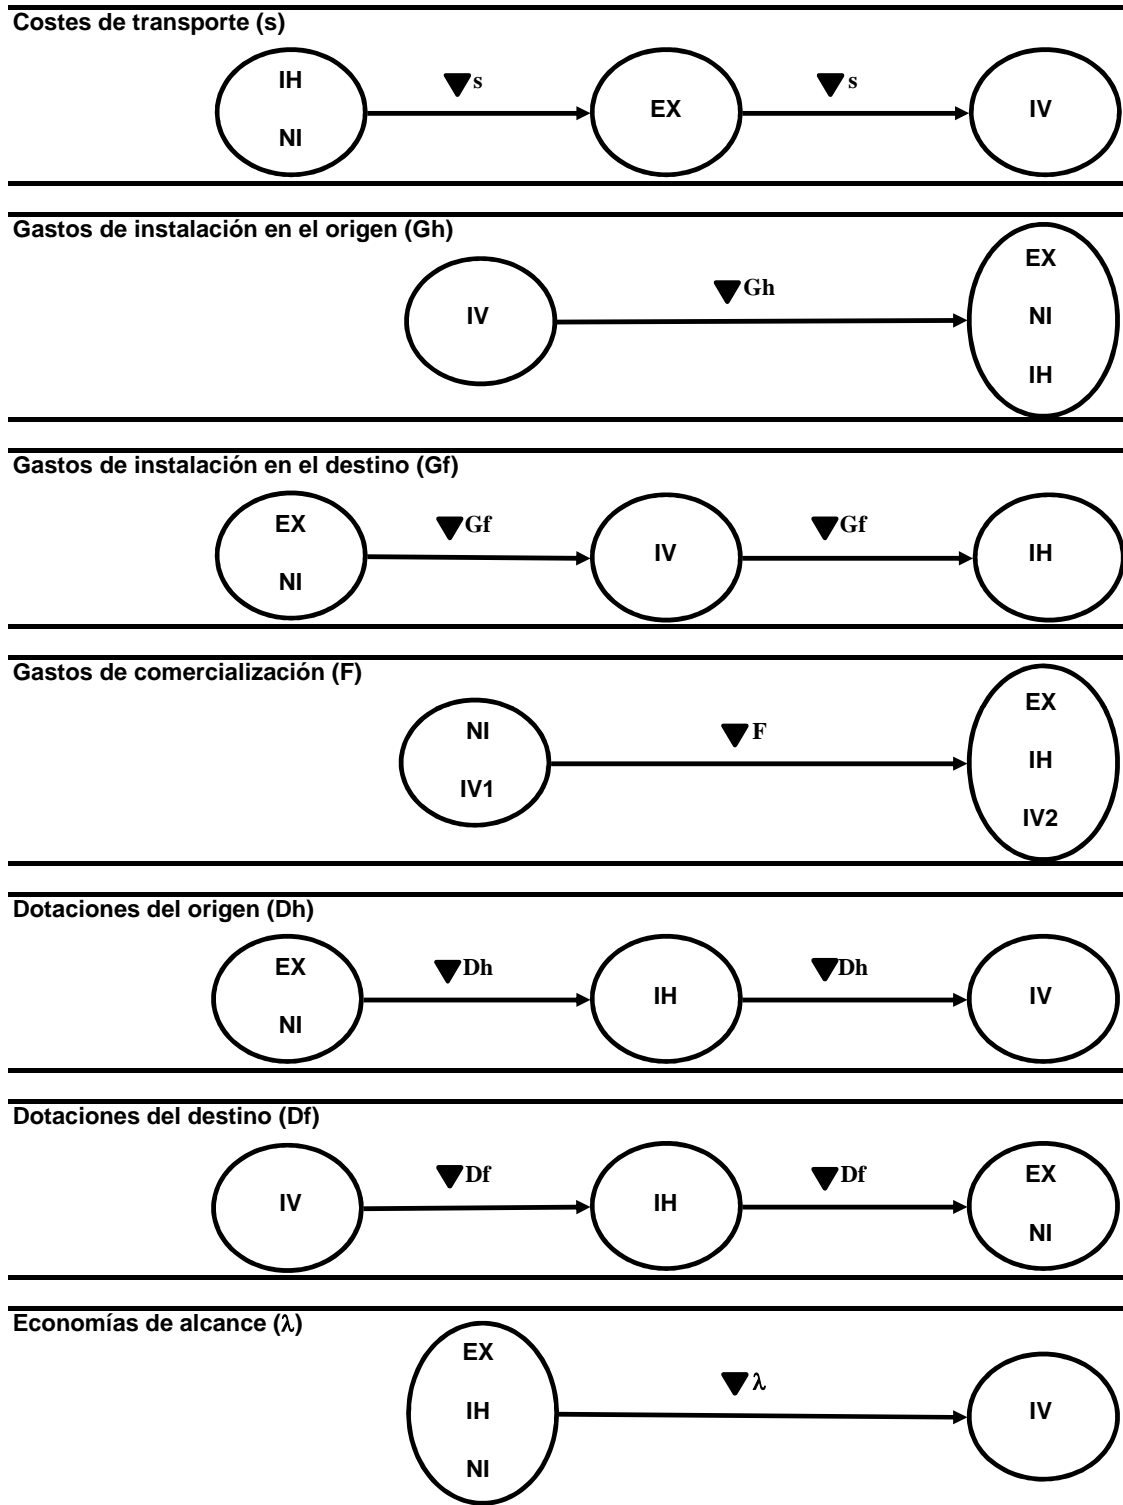 Costes de transporte (s)
IH
NI
▼s
EX
▼s
IV
Gastos de instalación en el origen (Gh)
IV
▼Gh
EX
NI
IH
Gastos de instalación en el destino (Gf)
EX
NI
▼Gf
IV
▼Gf
IH
Gastos de comercialización (F)
NI
IV1
▼F
EX
IH
IV2
Dotaciones del origen (Dh)
EX
NI
▼Dh
IH
▼Dh
IV
Dotaciones del destino (Df)
IV
▼Df
IH
▼Df
EX
NI
Economías de alcance (λ)
EX
IH
NI
▼λ
IV